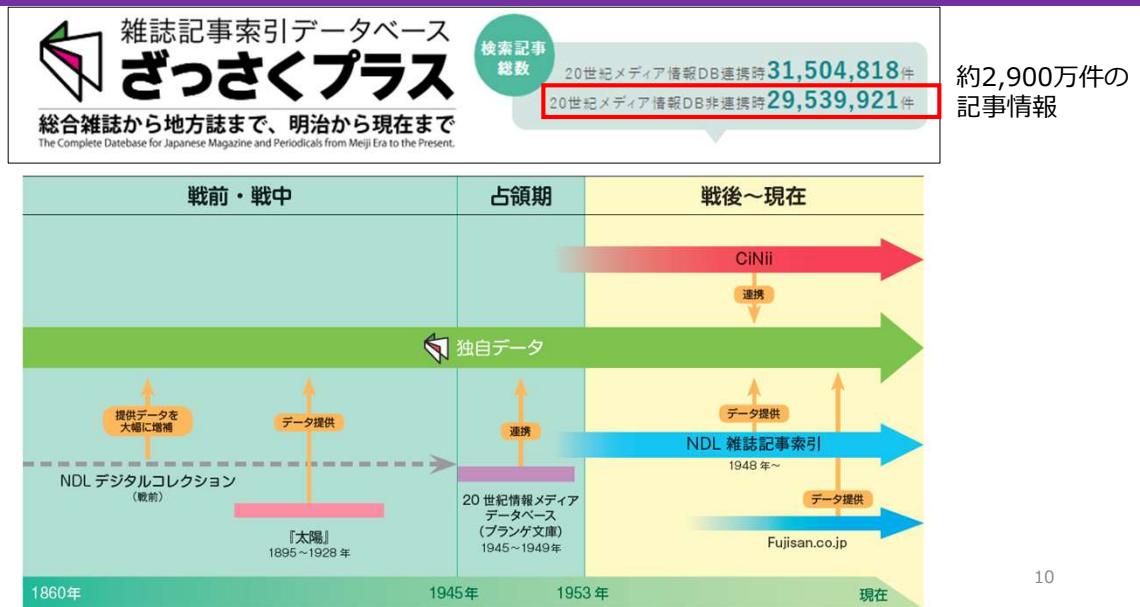 雑誌記事索引データベース
ざっさくプラス
総合雑誌から地方誌まで、明治から現在まで
The Complete Datebase for Japanese Magazine and Periodicals from Meiji Era to the Present.
検索記事
総数
20世紀メディア情報DB連携時31,504,818件
20世紀メディア情報DB非連携時29,539,921件
約2,900万件の
記事情報
戦前・戦中
占領期
戦後～現在
CiNii
連携
独自データ
提供データを
大幅に増補
データ提供
連携
データ提供
NDL 雑誌記事索引
1948 年～
NDL デジタルコレクション
(戦前)
『太陽』
1895～1928 年
20 世紀情報メディア
データベース
(プランゲ文庫)
1945～1949年
データ提供
Fujisan.co.jp
1860年
1945年
1953 年
現在
10